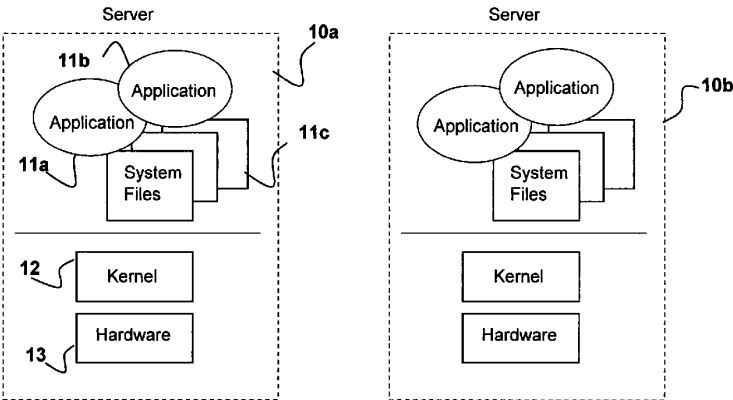 Server
10a
11b
Application
Application
11c
11a
System
Files
12
Kernel
Hardware
13
Server
10b
Application
Application
System
Files
Kernel
Hardware